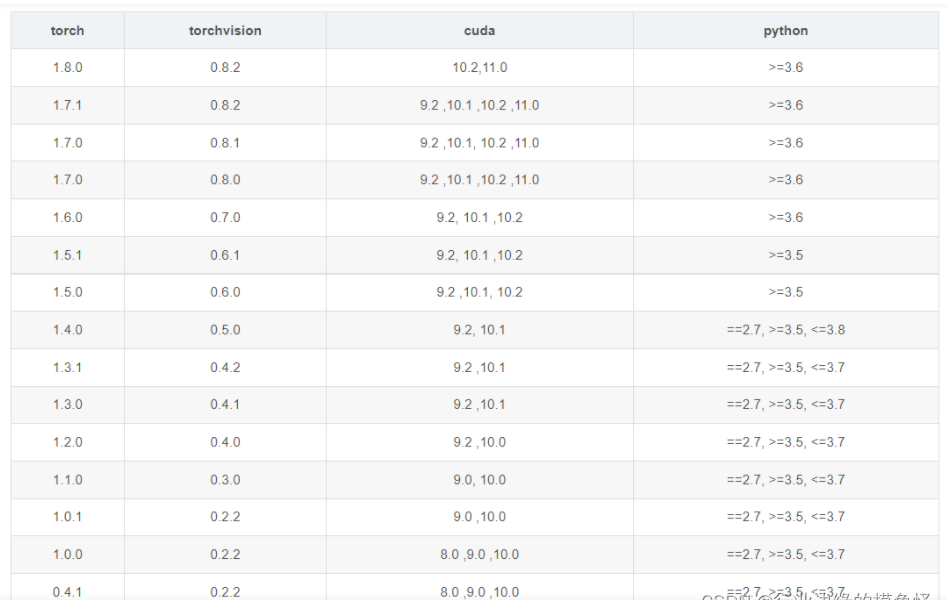 torch torchvision cuda python
1.8.0 0.8.2 10.2,11.0 >=3.6
1.7.1 0.8.2 9.2 ,10.1 ,10.2 ,11.0 >=3.6
1.7.0 0.8.1 9.2 ,10.1, 10.2 ,11.0 >=3.6
1.7.0 0.8.0 9.2 ,10.1 ,10.2 ,11.0 >=3.6
1.6.0 0.7.0 9.2, 10.1 ,10.2 >=3.6
1.5.1 0.6.1 9.2, 10.1 ,10.2 >=3.5
1.5.0 0.6.0 9.2 ,10.1, 10.2 >=3.5
1.4.0 0.5.0 9.2, 10.1 ==2.7, >=3.5, <=3.8
1.3.1 0.4.2 9.2 ,10.1 ==2.7, >=3.5, <=3.7
1.3.0 0.4.1 9.2 ,10.1 ==2.7, >=3.5, <=3.7
1.2.0 0.4.0 9.2 ,10.0 ==2.7, >=3.5, <=3.7
1.1.0 0.3.0 9.0, 10.0 ==2.7, >=3.5, <=3.7
1.0.1 0.2.2 9.0 ,10.0 ==2.7, >=3.5, <=3.7
1.0.0 0.2.2 8.0 ,9.0 ,10.0 ==2.7, >=3.5, <=3.7
0.4.1 0.2.2 8.0 ,9.0 ,10.0 ==2.7, >=3.5, <=3.7